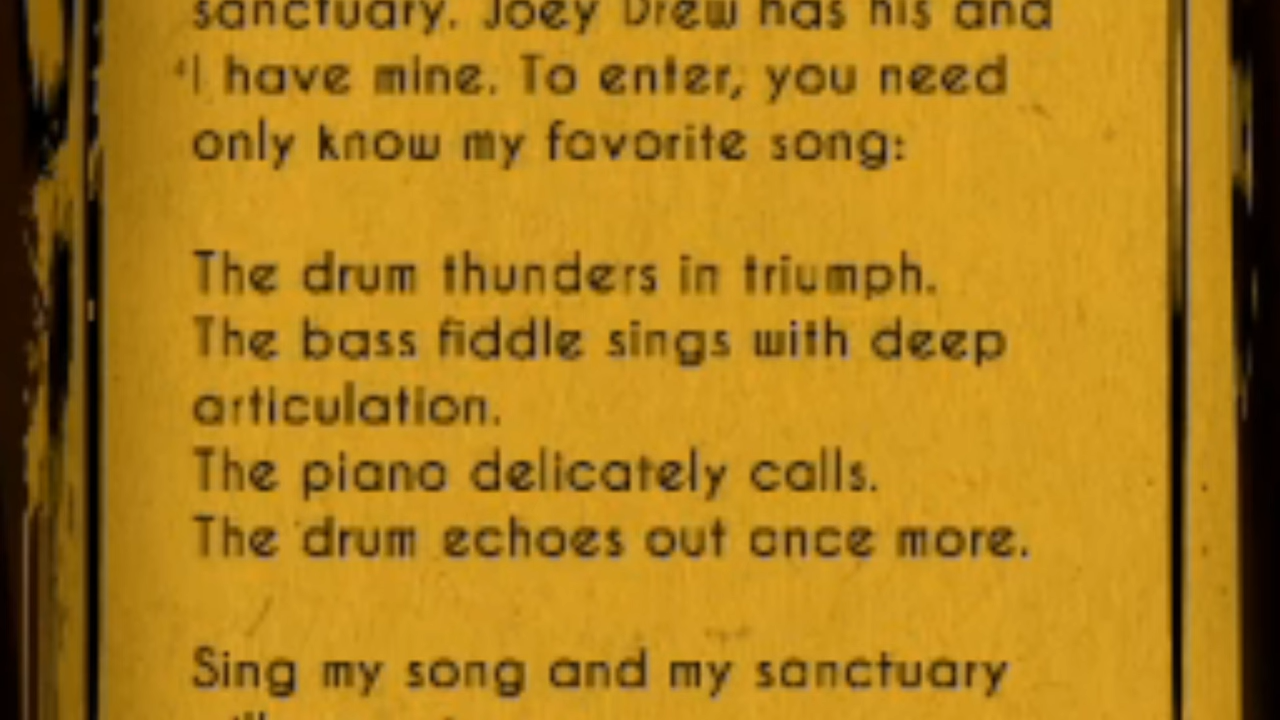 sanctuary. Joey Drew has his and
I have mine. To enter, you need
only know my favorite song:
The drum thunders in triumph.
The bass fiddle sings with deep
articulation.
The piano delicately calls.
The drum echoes out once more.
Sing my song and my sanctuary